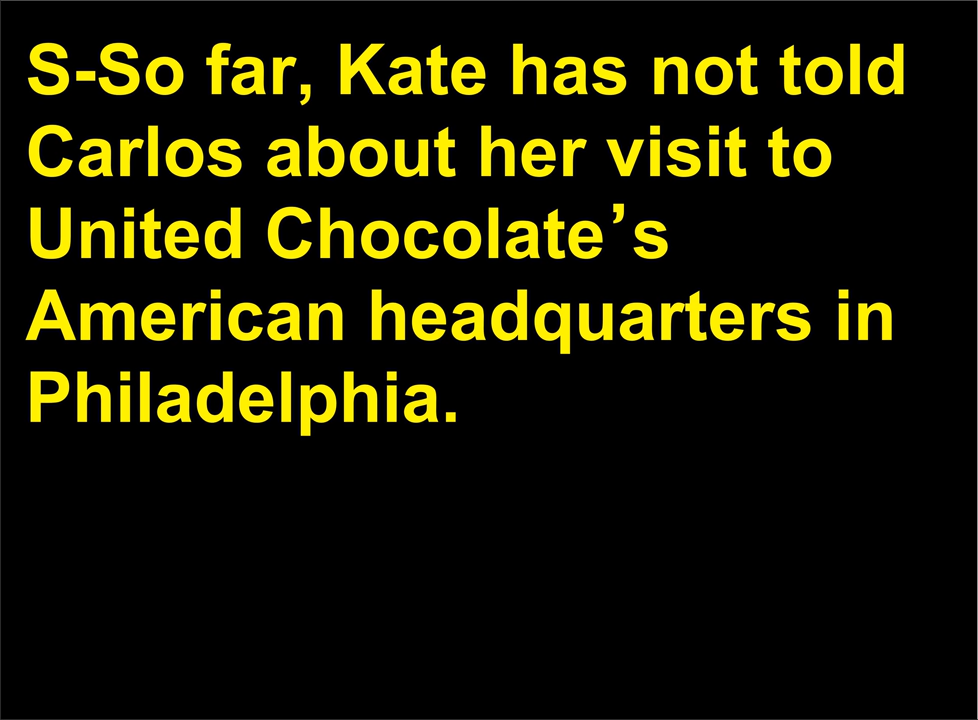 S-So far, Kate has not told
Carlos about her visit to
United Chocolate’s
American headquarters in
Philadelphia.